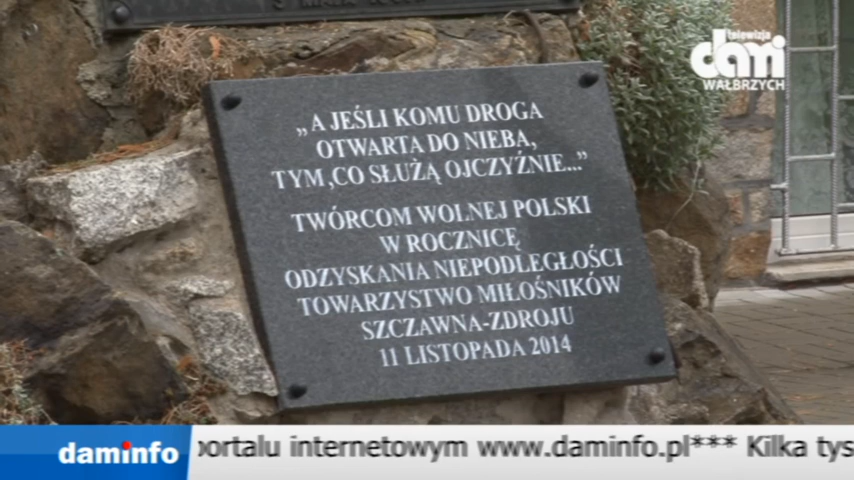 telewizja
dami
WAŁBRZYCH
„A JEŚLI KOMU DROGA
OTWARTA DO NIEBA,
TYM ,CO SŁUŻĄ OJCZYŹNIE...”
TWÓRCOM WOLNEJ POLSKI
W ROCZNICĘ
ODZYSKANIA NIEPODLEGŁOŚCI
TOWARZYSTWO MIŁOŚNIKÓW
SZCZAWNA-ZDROJU
11 LISTOPADA 2014
daminfo portalu internetowym www.daminfo.pl*** Kilka tys